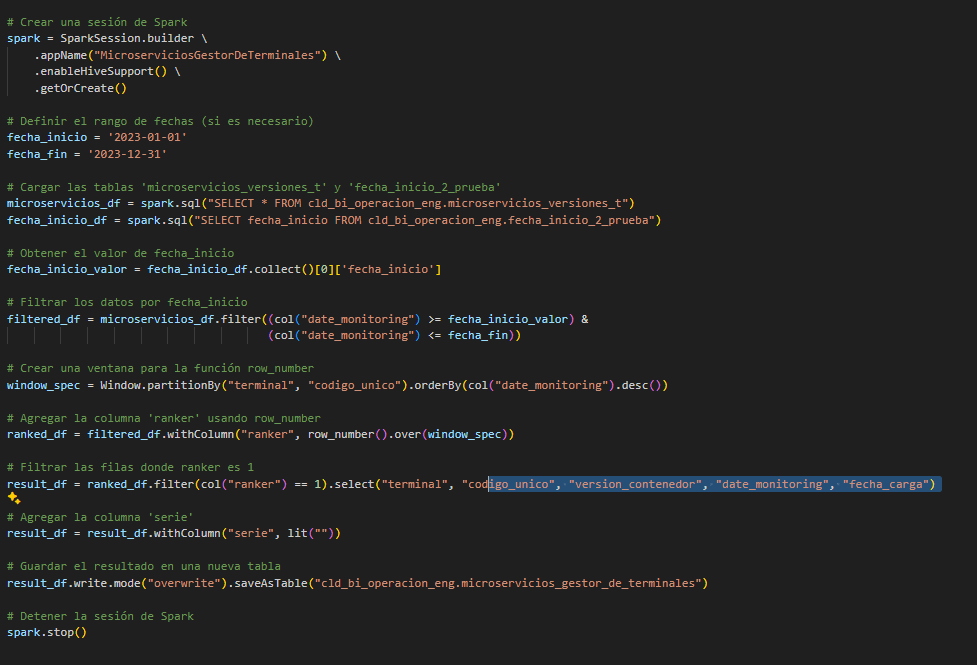 # Crear una sesión de Spark
spark = SparkSession.builder \
    .appName("MicroserviciosGestorDeTerminales") \
    .enableHiveSupport() \
    .getOrCreate()

# Definir el rango de fechas (si es necesario)
fecha_inicio = '2023-01-01'
fecha_fin = '2023-12-31'

# Cargar las tablas 'microservicios_versiones_t' y 'fecha_inicio_2_prueba'
microservicios_df = spark.sql("SELECT * FROM cld_bi_operacion_eng.microservicios_versiones_t")
fecha_inicio_df = spark.sql("SELECT fecha_inicio FROM cld_bi_operacion_eng.fecha_inicio_2_prueba")

# Obtener el valor de fecha_inicio
fecha_inicio_valor = fecha_inicio_df.collect()[0]['fecha_inicio']

# Filtrar los datos por fecha_inicio
filtered_df = microservicios_df.filter((col("date_monitoring") >= fecha_inicio_valor) &
                                       (col("date_monitoring") <= fecha_fin))

# Crear una ventana para la función row_number
window_spec = Window.partitionBy("terminal", "codigo_unico").orderBy(col("date_monitoring").desc())

# Agregar la columna 'ranker' usando row_number
ranked_df = filtered_df.withColumn("ranker", row_number().over(window_spec))

# Filtrar las filas donde ranker es 1
result_df = ranked_df.filter(col("ranker") == 1).select("terminal", "codigo_unico", "version_contenedor", "date_monitoring", "fecha_carga")

# Agregar la columna 'serie'
result_df = result_df.withColumn("serie", lit(""))

# Guardar el resultado en una nueva tabla
result_df.write.mode("overwrite").saveAsTable("cld_bi_operacion_eng.microservicios_gestor_de_terminales")

# Detener la sesión de Spark
spark.stop()